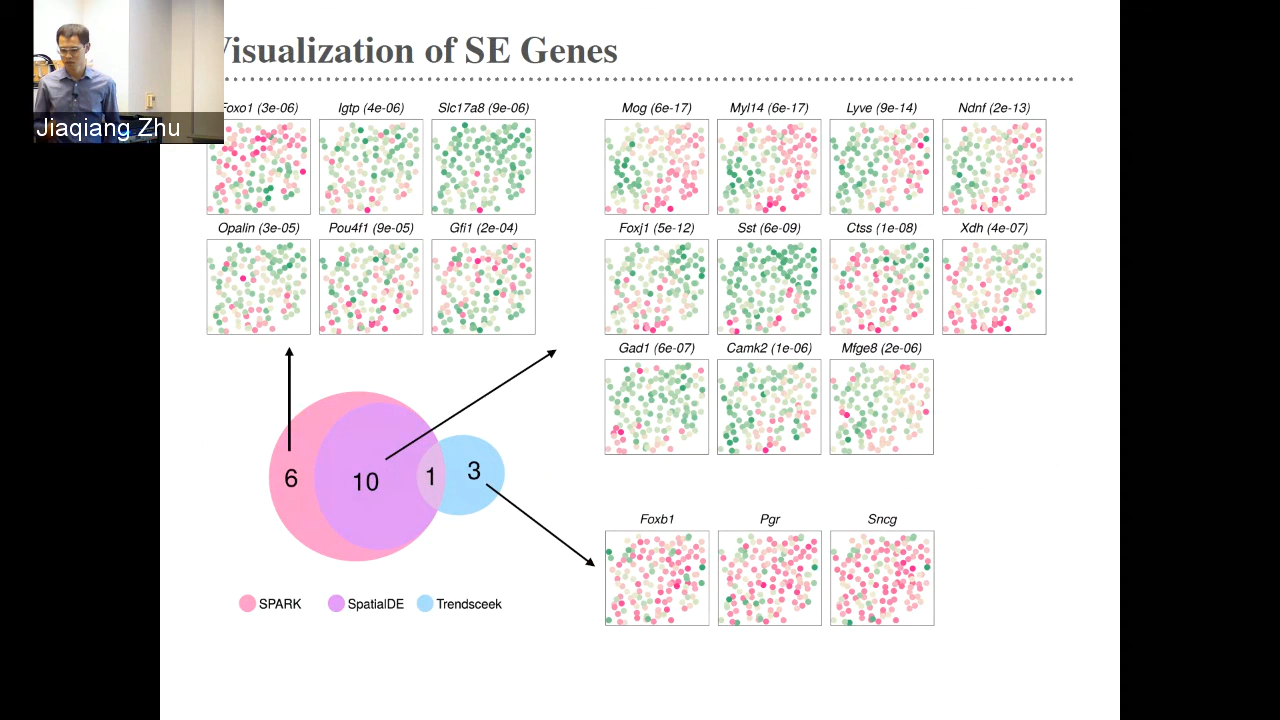 Visualization of SE Genes
Jiaqiang Zhu
Foxo1 (3e-06) Igtp (4e-06) Slc17a8 (9e-06) Mog (6e-17) Myl14 (6e-17) Lyve (9e-14) Ndnf (2e-13)
Opalin (3e-05) Pou4f1 (9e-05) Gfi1 (2e-04) Foxj1 (5e-12) Sst (6e-09) Ctss (1e-08) Xdh (4e-07)
Gad1 (6e-07) Camk2 (1e-06) Mfge8 (2e-06)
6 10 1 3
Foxb1 Pgr Sncg
SPARK SpatialDE Trendsceek